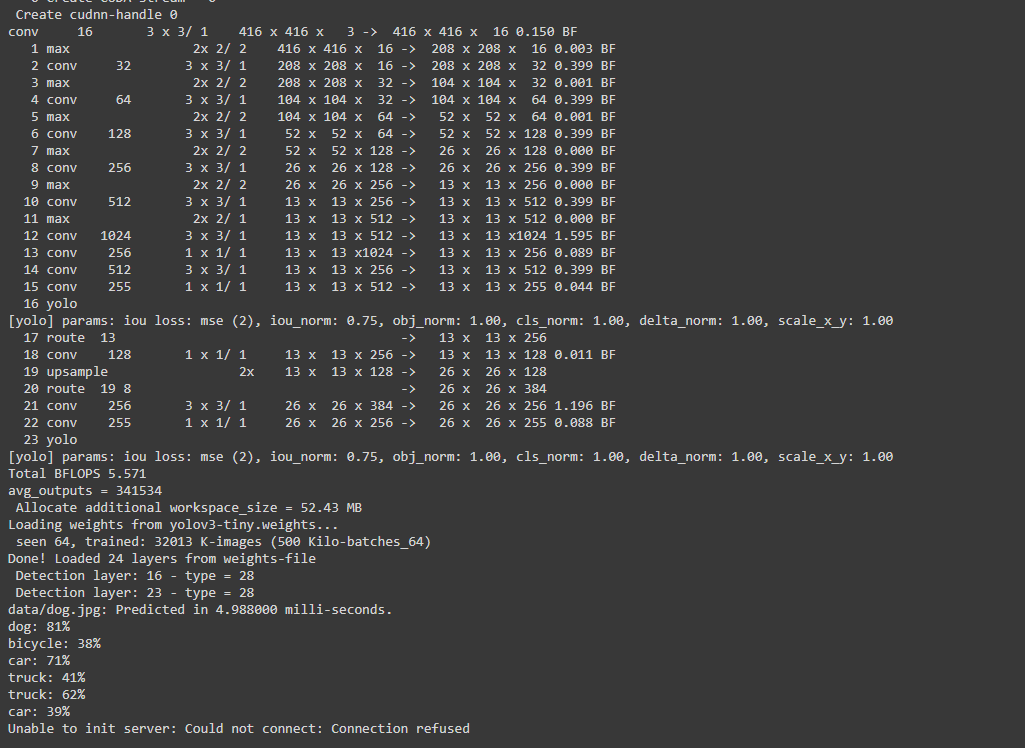 Create cudnn-handle 0
conv 16 3 x 3/ 1 416 x 416 x 3 -> 416 x 416 x 16 0.150 BF
1 max 2x 2/ 2 416 x 416 x 16 -> 208 x 208 x 16 0.003 BF
2 conv 32 3 x 3/ 1 208 x 208 x 16 -> 208 x 208 x 32 0.399 BF
3 max 2x 2/ 2 208 x 208 x 32 -> 104 x 104 x 32 0.001 BF
4 conv 64 3 x 3/ 1 104 x 104 x 32 -> 104 x 104 x 64 0.399 BF
5 max 2x 2/ 2 104 x 104 x 64 -> 52 x 52 x 64 0.001 BF
6 conv 128 3 x 3/ 1 52 x 52 x 64 -> 52 x 52 x 128 0.399 BF
7 max 2x 2/ 2 52 x 52 x 128 -> 26 x 26 x 128 0.000 BF
8 conv 256 3 x 3/ 1 26 x 26 x 128 -> 26 x 26 x 256 0.399 BF
9 max 2x 2/ 2 26 x 26 x 256 -> 13 x 13 x 256 0.000 BF
10 conv 512 3 x 3/ 1 13 x 13 x 256 -> 13 x 13 x 512 0.399 BF
11 max 2x 2/ 1 13 x 13 x 512 -> 13 x 13 x 512 0.000 BF
12 conv 1024 3 x 3/ 1 13 x 13 x 512 -> 13 x 13 x1024 1.595 BF
13 conv 256 1 x 1/ 1 13 x 13 x1024 -> 13 x 13 x 256 0.089 BF
14 conv 512 3 x 3/ 1 13 x 13 x 256 -> 13 x 13 x 512 0.399 BF
15 conv 255 1 x 1/ 1 13 x 13 x 512 -> 13 x 13 x 255 0.044 BF
16 yolo
[yolo] params: iou loss: mse (2), iou_norm: 0.75, obj_norm: 1.00, cls_norm: 1.00, delta_norm: 1.00, scale_x_y: 1.00
17 route 13 -> 13 x 13 x 256
18 conv 128 1 x 1/ 1 13 x 13 x 256 -> 13 x 13 x 128 0.011 BF
19 upsample 2x 13 x 13 x 128 -> 26 x 26 x 128
20 route 19 8 -> 26 x 26 x 384
21 conv 256 3 x 3/ 1 26 x 26 x 384 -> 26 x 26 x 256 1.196 BF
22 conv 255 1 x 1/ 1 26 x 26 x 256 -> 26 x 26 x 255 0.088 BF
23 yolo
[yolo] params: iou loss: mse (2), iou_norm: 0.75, obj_norm: 1.00, cls_norm: 1.00, delta_norm: 1.00, scale_x_y: 1.00
Total BFLOPS 5.571
avg_outputs = 341534
Allocate additional workspace_size = 52.43 MB
Loading weights from yolov3-tiny.weights...
seen 64, trained: 32013 K-images (500 Kilo-batches_64)
Done! Loaded 24 layers from weights-file
Detection layer: 16 - type = 28
Detection layer: 23 - type = 28
data/dog.jpg: Predicted in 4.988000 milli-seconds.
dog: 81%
bicycle: 38%
car: 71%
truck: 41%
truck: 62%
car: 39%
Unable to init server: Could not connect: Connection refused